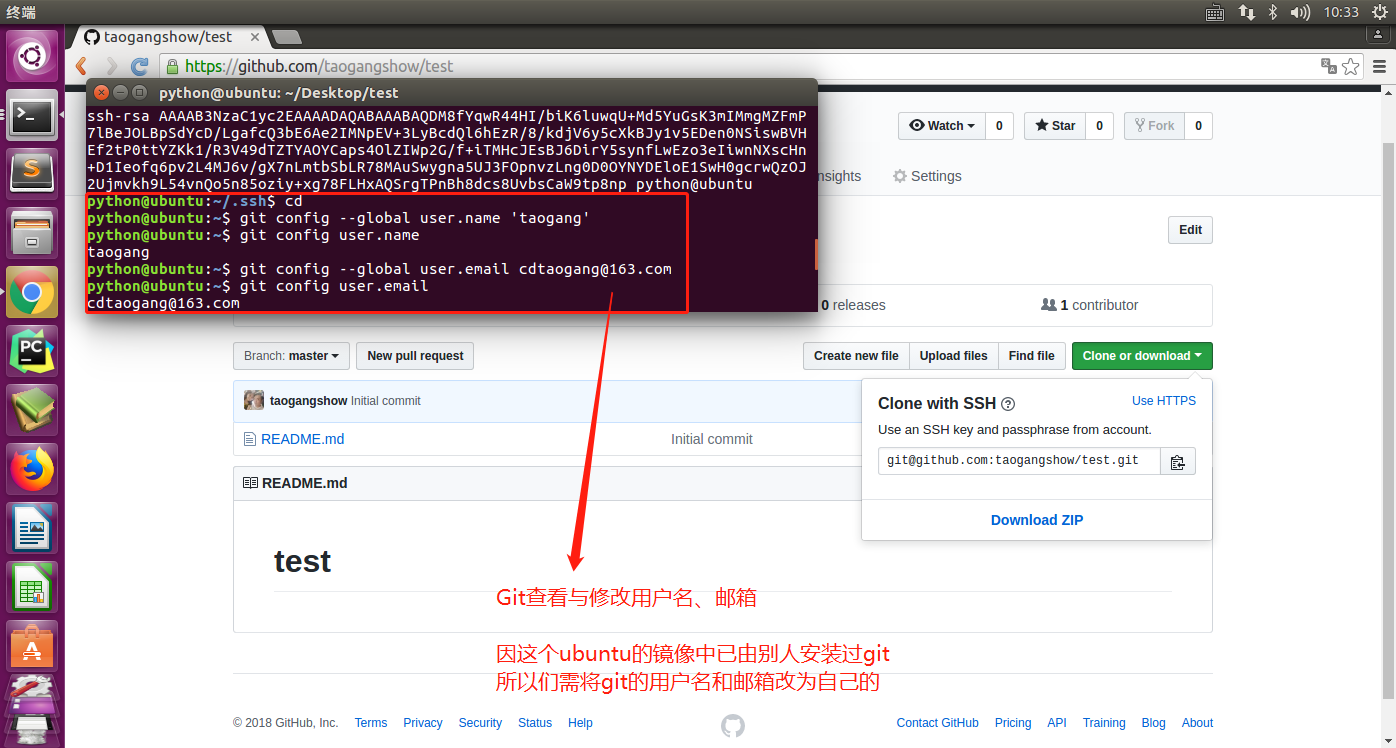 终端
10:33
taogangshow/test
https://github.com/taogangshow/test
python@ubuntu: ~/Desktop/test
ssh-rsa AAAAB3NzaC1yc2EAAAADAQABAAABAQDM8fYqwR44HI/biK6luwqU+Md5YuGsK3mIMmgMZFmP
7lBeJOLBpSdYcD/LgafcQ3bE6Ae2IMNpEV+3LyBcdQl6hEzR/8/kdjV6y5cXkBJy1v5EDen0NSiswBVH
Ef2tP0ttYZKk1/R3V49dTZTYAOYCaps4OlZIWp2G/f+iTMHcJEsBJ6DirY5synfLwEzo3eIiwnNXscHn
+D1Ieofq6pv2L4MJ6v/gX7nLmtbSbLR78MAuSwygna5UJ3FOpnvzLng0D0OYNYDEloE1SwH0gcrwQzOJ
2Ujmvkh9L54vnQo5n85oziy+xg78FLHxAQSrgTPnBh8dcs8UvbsCaW9tp8np python@ubuntu
python@ubuntu:~/.ssh$ cd
python@ubuntu:~$ git config --global user.name 'taogang'
python@ubuntu:~$ git config user.name
taogang
python@ubuntu:~$ git config --global user.email cdtaogang@163.com
python@ubuntu:~$ git config user.email
cdtaogang@163.com
Watch 0 Star 0 Fork 0
nsights Settings
Edit
0 releases 1 contributor
Branch: master New pull request Create new file Upload files Find file Clone or download
taogangshow Initial commit
README.md Initial commit
Clone with SSH Use HTTPS
Use an SSH key and passphrase from account.
git@github.com:taogangshow/test.git
Download ZIP
README.md
test
Git查看与修改用户名、邮箱
因这个ubuntu的镜像中已由别人安装过git
所以们需将git的用户名和邮箱改为自己的
© 2018 GitHub, Inc. Terms Privacy Security Status Help Contact GitHub Pricing API Training Blog About